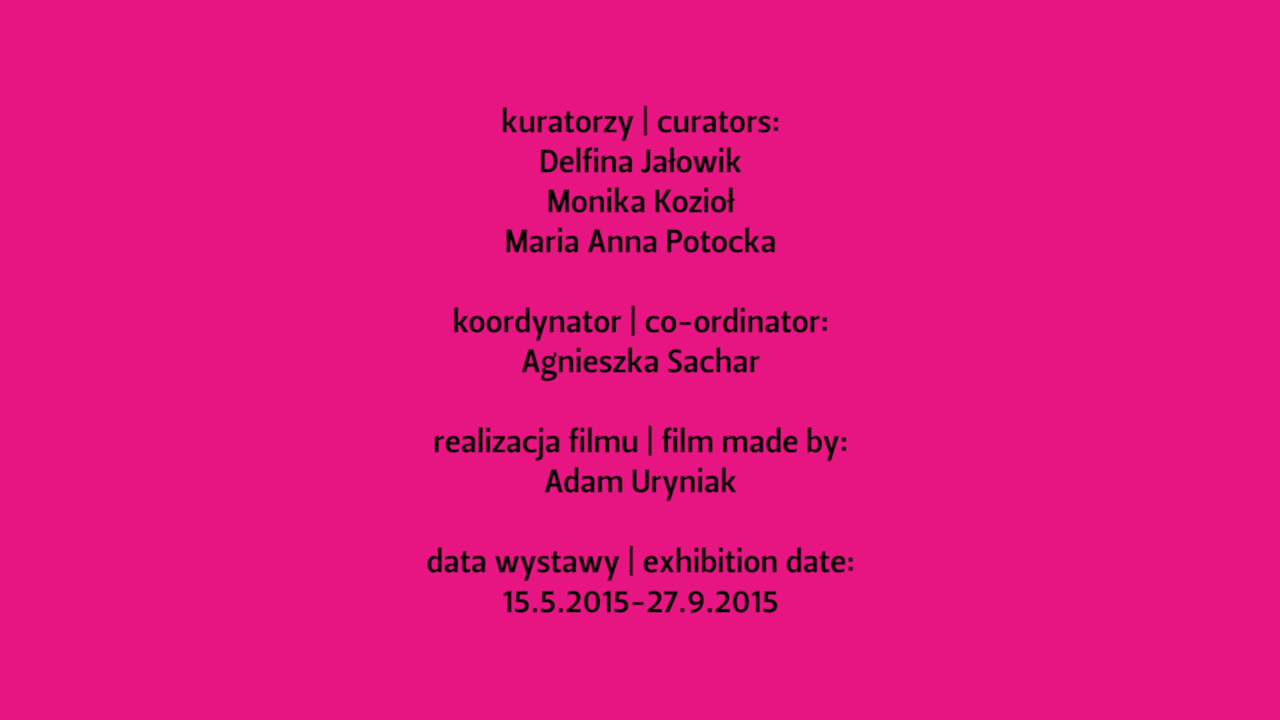 kuratorzy | curators:
Delfina Jałowik
Monika Kozioł
Maria Anna Potocka
koordynator | co-ordinator:
Agnieszka Sachar
realizacja filmu | film made by:
Adam Uryniak
data wystawy | exhibition date:
15.5.2015-27.9.2015